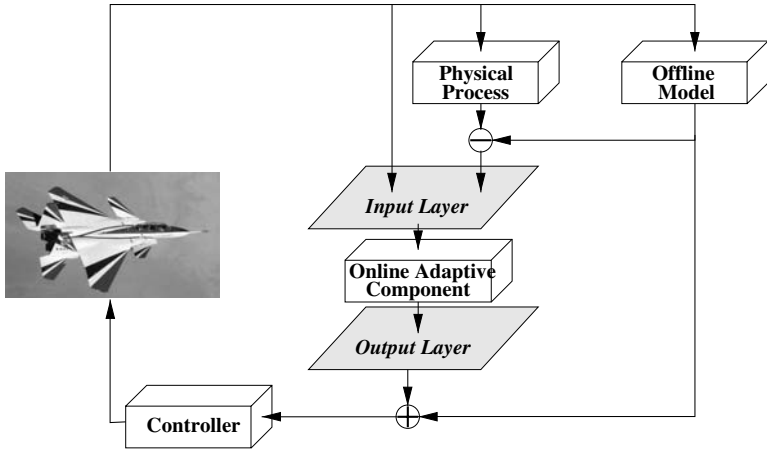 Physical
Process
Offline
Model
Input Layer
Online Adaptive
Component
Output Layer
Controller